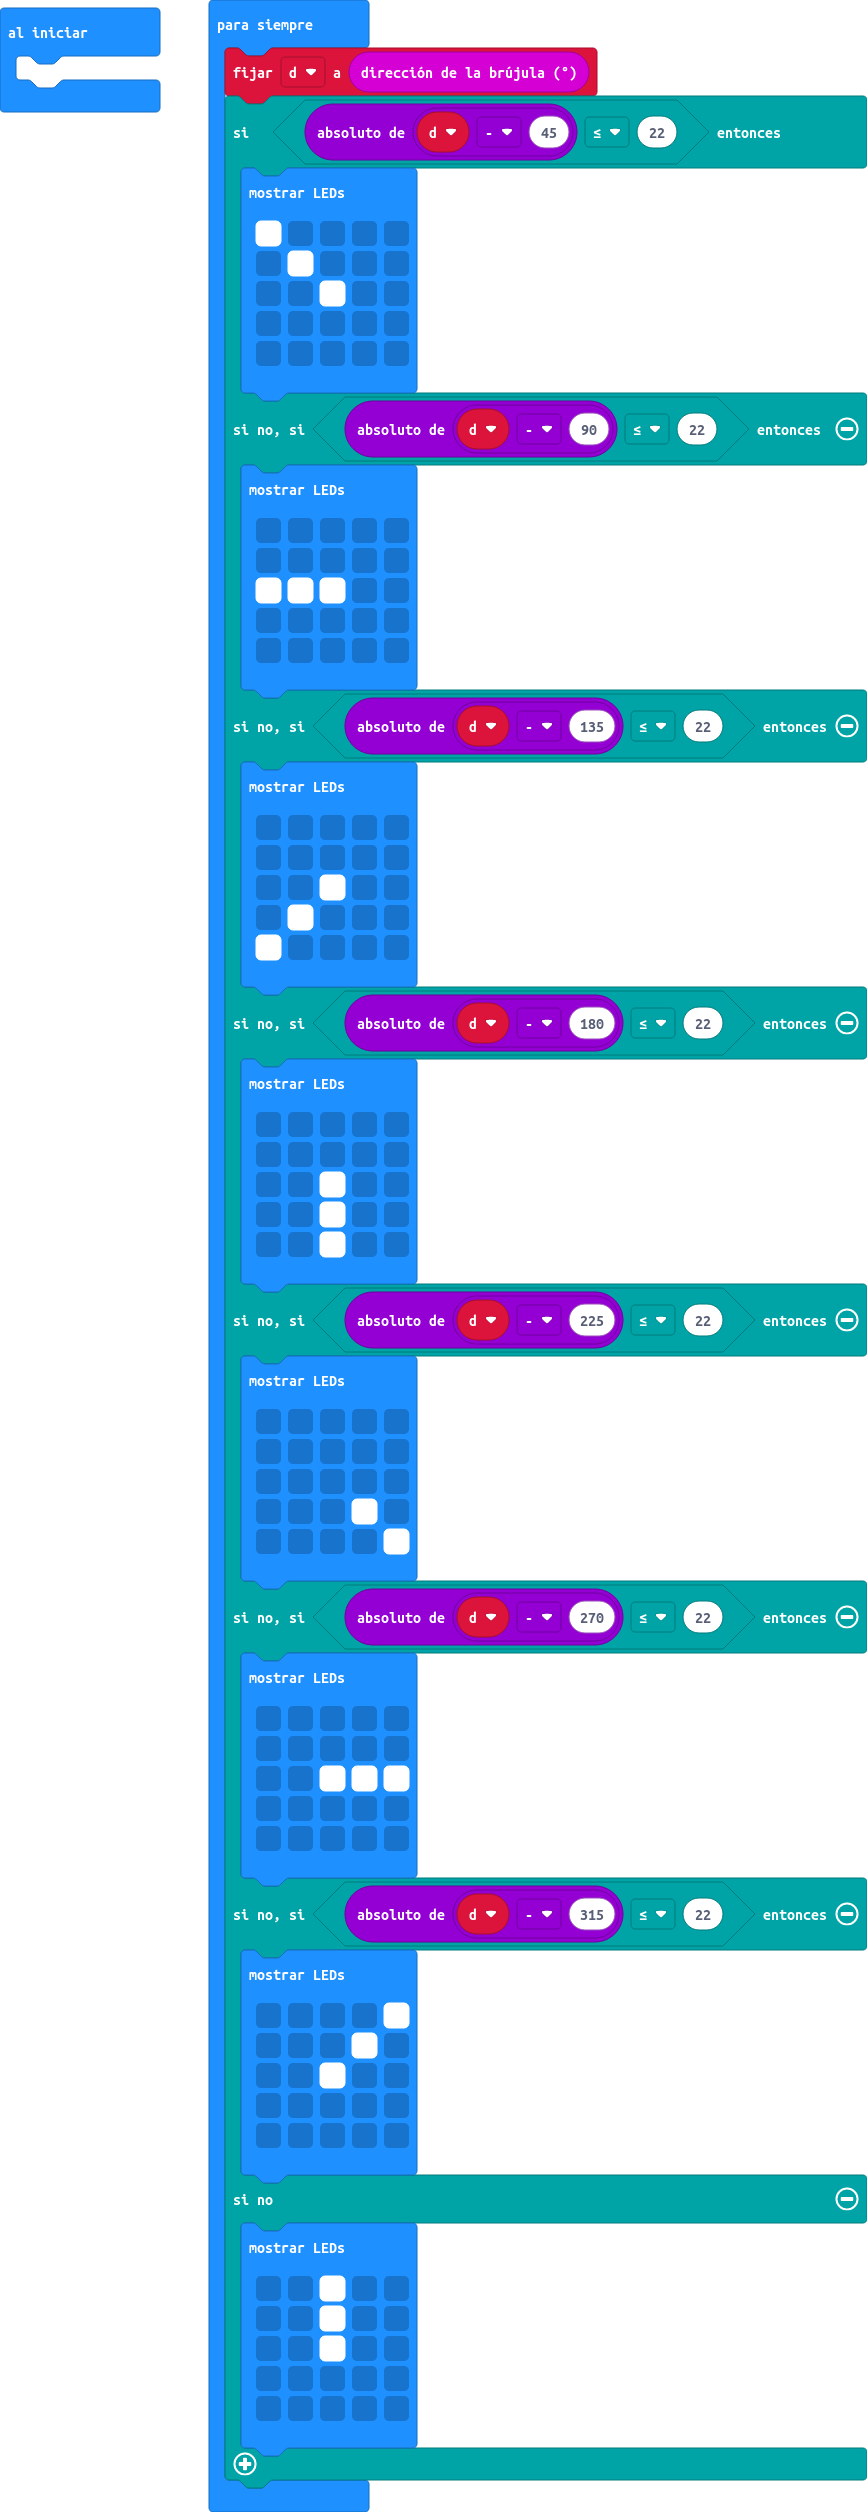 al iniciar
para siempre
fijar d a dirección de la brújula (°)
si absoluto de d - 45 ≤ 22 entonces
mostrar LEDs
si no, si absoluto de d - 90 ≤ 22 entonces
mostrar LEDs
si no, si absoluto de d - 135 ≤ 22 entonces
mostrar LEDs
si no, si absoluto de d - 180 ≤ 22 entonces
mostrar LEDs
si no, si absoluto de d - 225 ≤ 22 entonces
mostrar LEDs
si no, si absoluto de d - 270 ≤ 22 entonces
mostrar LEDs
si no, si absoluto de d - 315 ≤ 22 entonces
mostrar LEDs
si no
mostrar LEDs